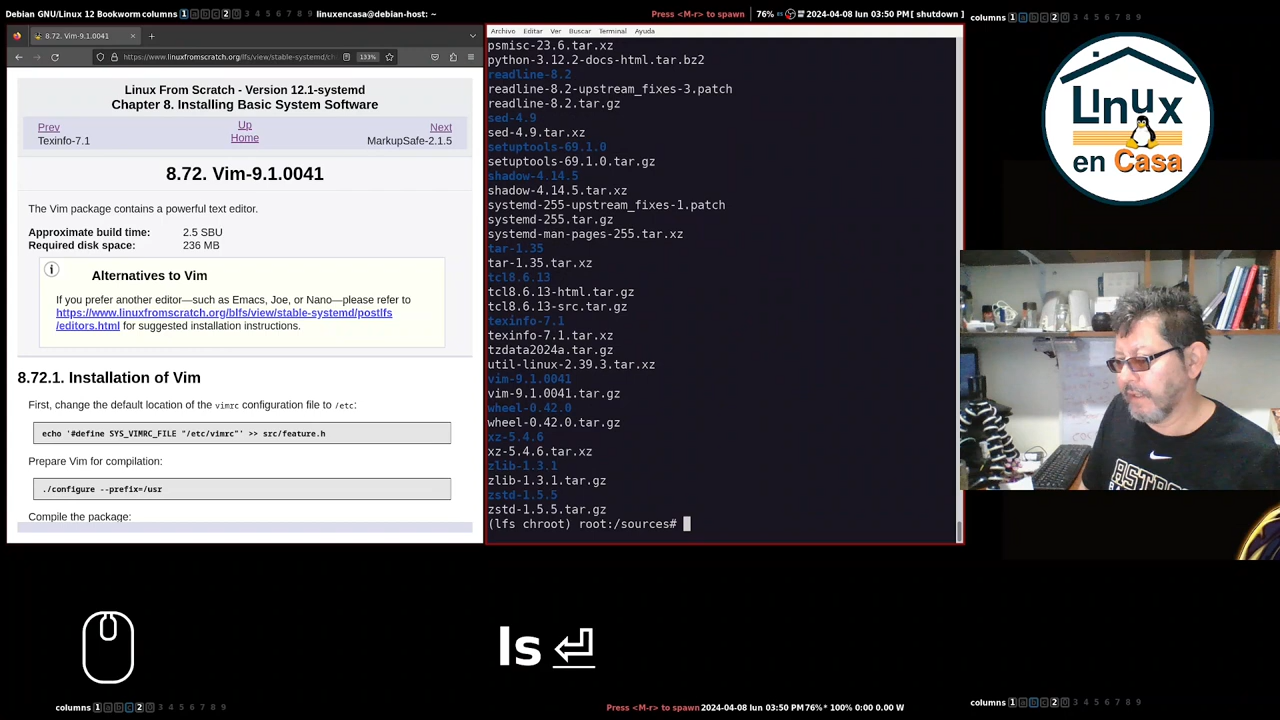 Debian GNU/Linux 12 Bookworm columns 1 a b c 2 0 3 4 5 6 7 8 9 linuxencasa@debian-host: ~
Press <M-r> to spawn 76% 2024-04-08 lun 03:50 PM [ shutdown ]
columns 1 a b c 2 0 3 4 5 6 7 8 9
8.72. Vim-9.1.0041
https://www.linuxfromscratch.org/lfs/view/stable-systemd/ch
133%
Linux From Scratch - Version 12.1-systemd
Chapter 8. Installing Basic System Software
Prev Up Next
Texinfo-7.1 Home MarkupSafe-2.1.5
8.72. Vim-9.1.0041
The Vim package contains a powerful text editor.
Approximate build time: 2.5 SBU
Required disk space: 236 MB
Alternatives to Vim
If you prefer another editor—such as Emacs, Joe, or Nano—please refer to
https://www.linuxfromscratch.org/blfs/view/stable-systemd/postlfs
/editors.html for suggested installation instructions.
8.72.1. Installation of Vim
First, change the default location of the vimrc configuration file to /etc:
echo '#define SYS_VIMRC_FILE "/etc/vimrc"' >> src/feature.h
Prepare Vim for compilation:
./configure --prefix=/usr
Compile the package:
Archivo Editar Ver Buscar Terminal Ayuda
psmisc-23.6.tar.xz
python-3.12.2-docs-html.tar.bz2
readline-8.2
readline-8.2-upstream_fixes-3.patch
readline-8.2.tar.gz
sed-4.9
sed-4.9.tar.xz
setuptools-69.1.0
setuptools-69.1.0.tar.gz
shadow-4.14.5
shadow-4.14.5.tar.xz
systemd-255-upstream_fixes-1.patch
systemd-255.tar.gz
systemd-man-pages-255.tar.xz
tar-1.35
tar-1.35.tar.xz
tcl8.6.13
tcl8.6.13-html.tar.gz
tcl8.6.13-src.tar.gz
texinfo-7.1
texinfo-7.1.tar.xz
tzdata2024a.tar.gz
util-linux-2.39.3.tar.xz
vim-9.1.0041
vim-9.1.0041.tar.gz
wheel-0.42.0
wheel-0.42.0.tar.gz
xz-5.4.6
xz-5.4.6.tar.xz
zlib-1.3.1
zlib-1.3.1.tar.gz
zstd-1.5.5
zstd-1.5.5.tar.gz
(lfs chroot) root:/sources#
Linux
en Casa
ls ⏎
columns 1 a b c 2 0 3 4 5 6 7 8 9
Press <M-r> to spawn 2024-04-08 lun 03:50 PM 76%* 100% 0:00 0.00 W
columns 1 a b c 2 0 3 4 5 6 7 8 9